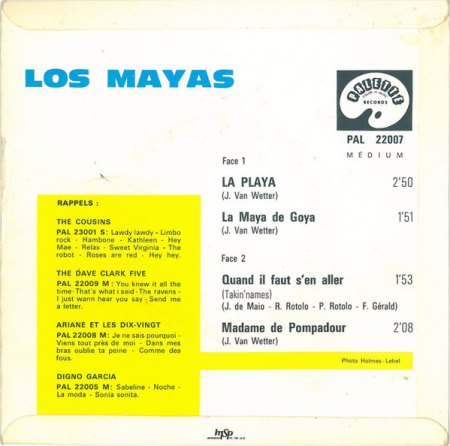 LOS MAYAS
PALETTE
RECORDS
PAL 22007
MÉDIUM
Face 1
LA PLAYA 2'50
(J. Van Wetter)
La Maya de Goya 1'51
(J. Van Wetter)
Face 2
Quand il faut s'en aller 1'53
(Takin'names)
(J. de Maio - R. Rotolo - P. Rotolo - F. Gérald)
Madame de Pompadour 2'08
(J. Van Wetter)
Photo Holmes-Lebel
RAPPELS :
THE COUSINS
PAL 23001 S : Lawdy lawdy - Limbo
rock - Hambone - Kathleen - Hey
Mae - Relax - Sweet Virginia - The
robot - Roses are red - Hey hey.
THE DAVE CLARK FIVE
PAL 22009 M : You knew it all the
time - That's what i said - The ravens -
I just wann hear you say - Send me
a letter.
ARIANE ET LES DIX-VINGT
PAL 22008 M : Je ne sais pourquoi -
Viens tout près de moi - Dans mes
bras oublie ta peine - Comme des
fous.
DIGNO GARCIA
PAL 22005 M : Sabeline - Noche -
La moda - Sonia sonita.